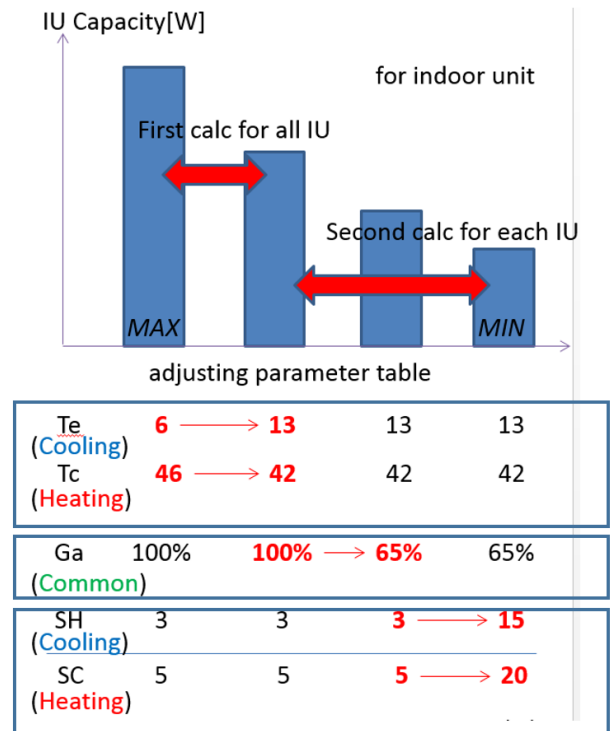 IU Capacity[W]
for indoor unit
First calc for all IU
Second calc for each IU
MAX
MIN
adjusting parameter table
Te 6 13 13 13
(Cooling)
Tc 46 42 42 42
(Heating)
Ga 100% 100% 65% 65%
(Common)
SH 3 3 3 15
(Cooling)
SC 5 5 5 20
(Heating)